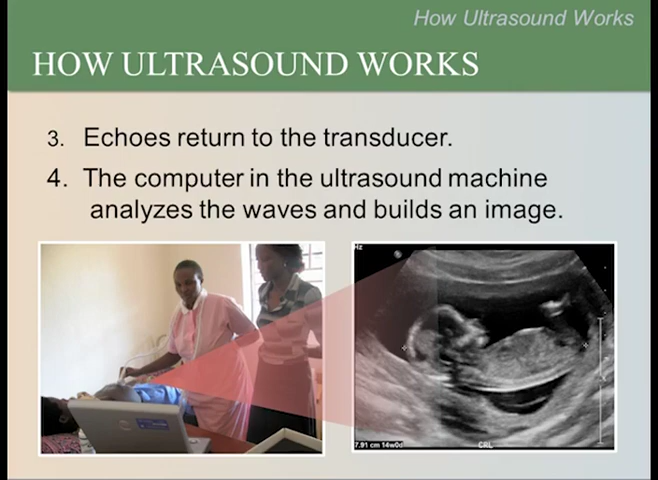 How Ultrasound Works
HOW ULTRASOUND WORKS
3. Echoes return to the transducer.
4. The computer in the ultrasound machine
analyzes the waves and builds an image.
Hz
7.91 cm 14w0d
CRL